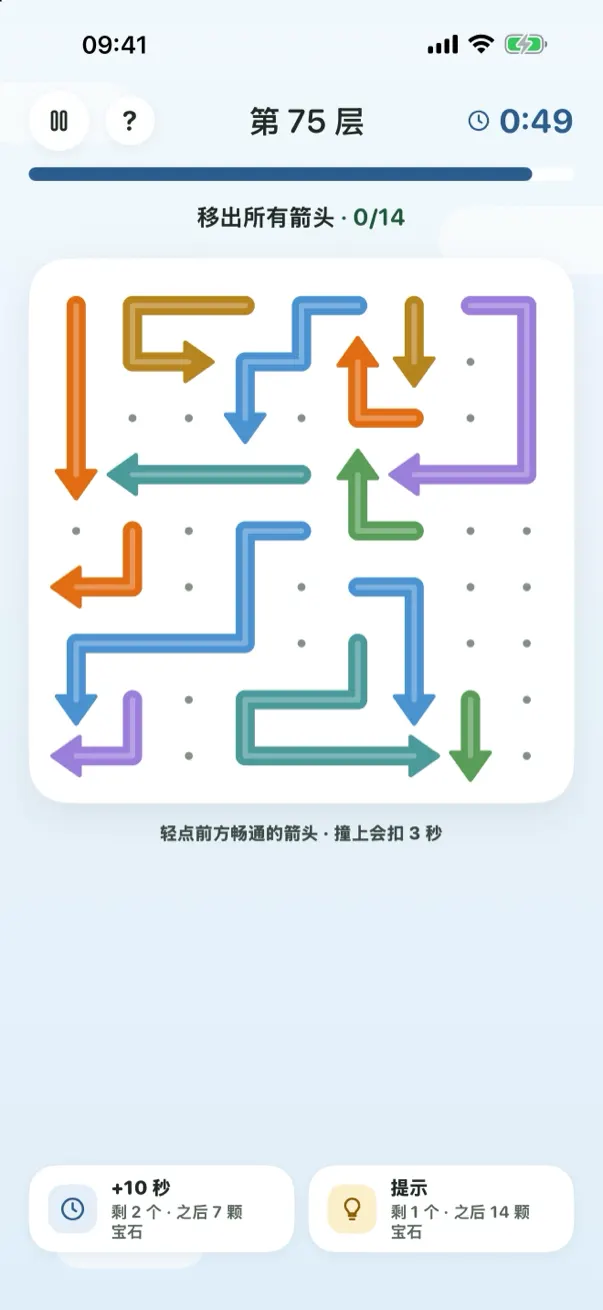 09:41
?
第 75 层
0:49
移出所有箭头 · 0/14
轻点前方畅通的箭头 · 撞上会扣 3 秒
+10 秒
剩 2 个 · 之后 7 颗
宝石
提示
剩 1 个 · 之后 14 颗
宝石